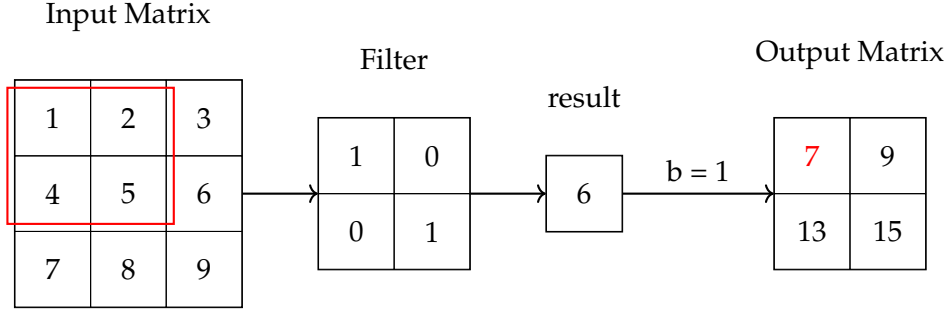 Input Matrix
Filter
result
Output Matrix
1 2 3
4 5 6
7 8 9
1 0
0 1
6
b = 1
7 9
13 15